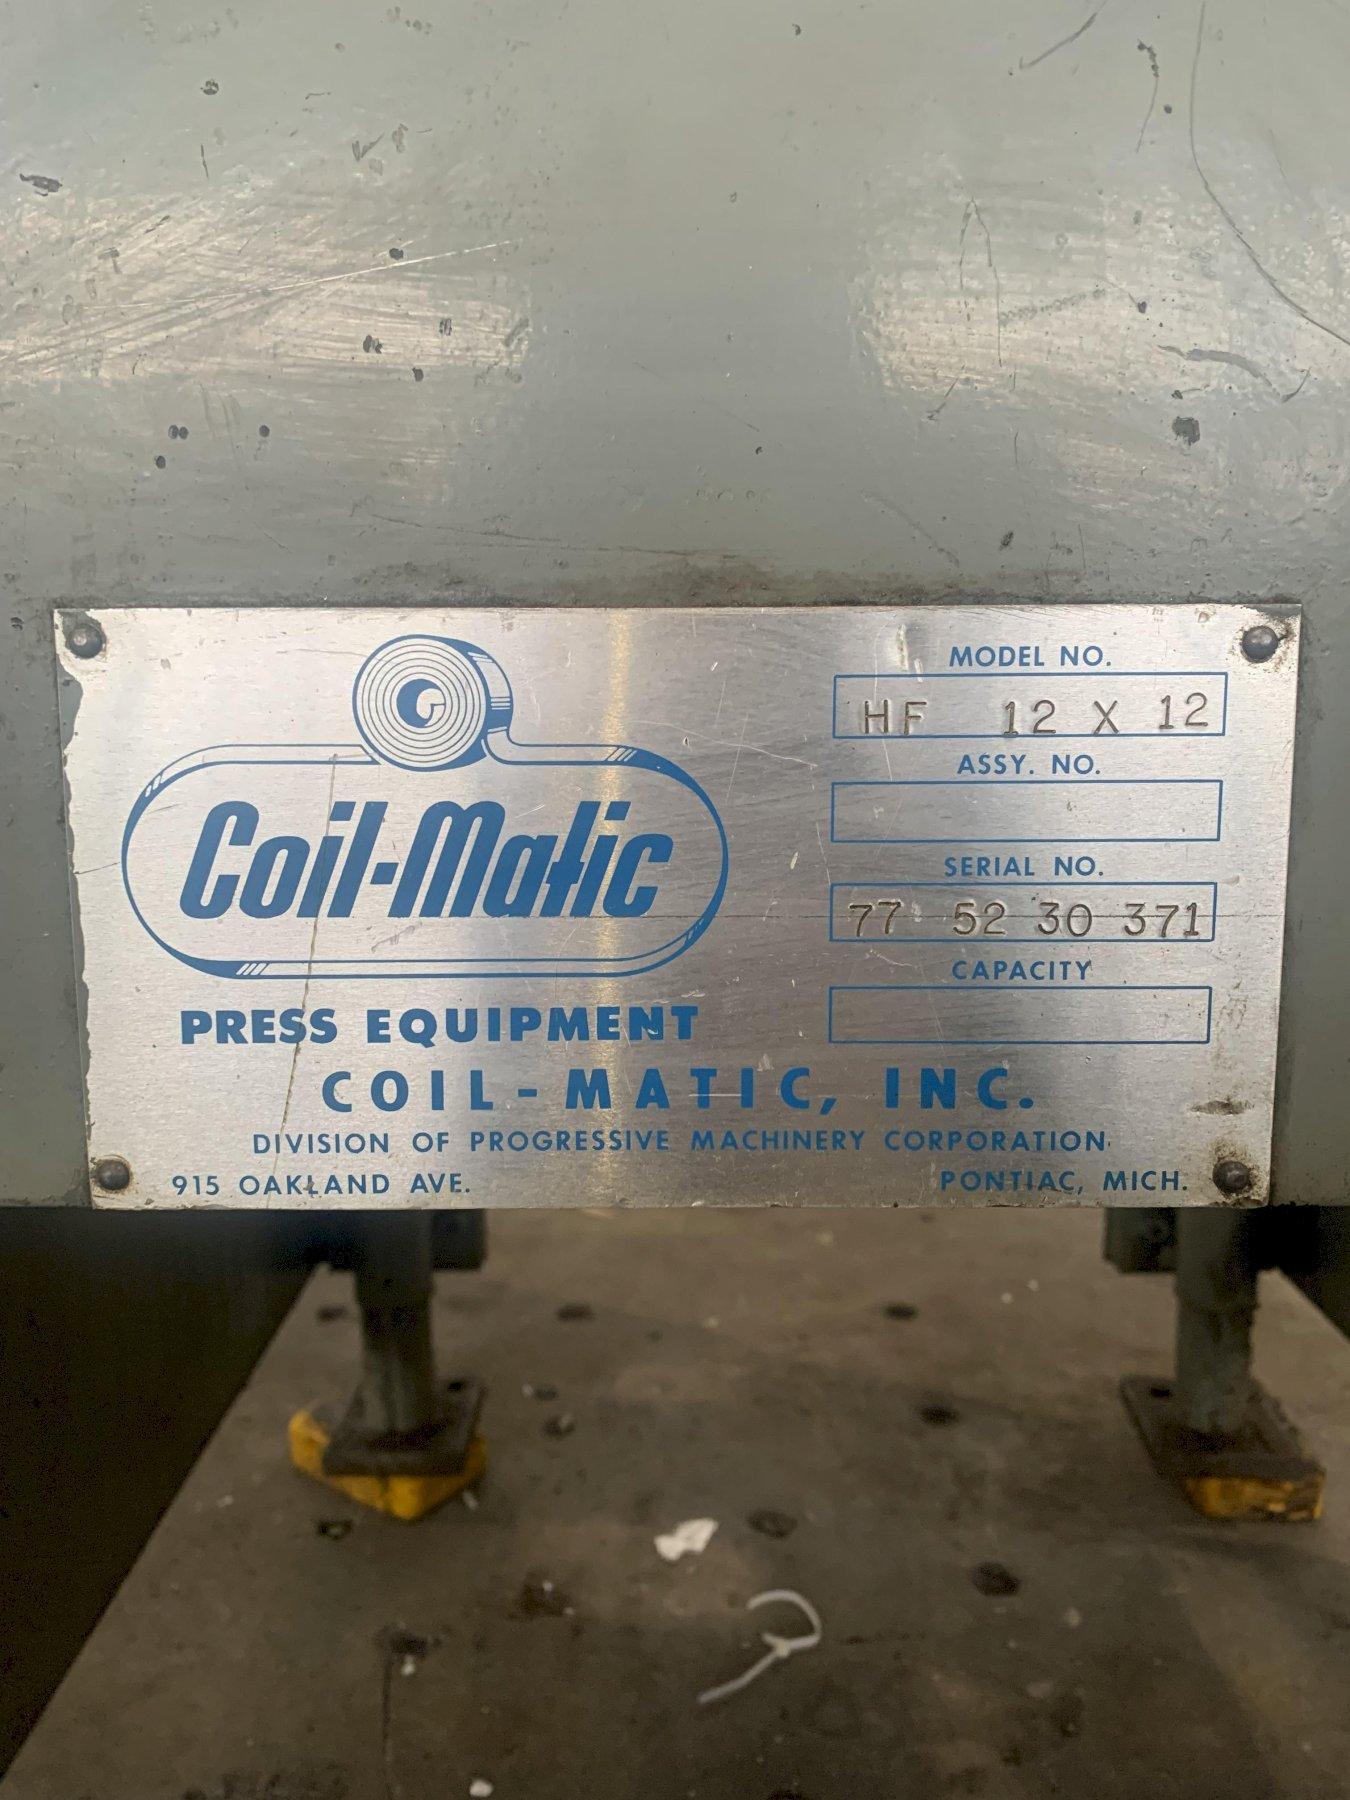 MODEL NO.
HF 12 X 12
ASSY. NO.
Coil-Matic
SERIAL NO.
77 52 30 371
CAPACITY
PRESS EQUIPMENT
COIL-MATIC, INC.
DIVISION OF PROGRESSIVE MACHINERY CORPORATION
915 OAKLAND AVE. PONTIAC, MICH.